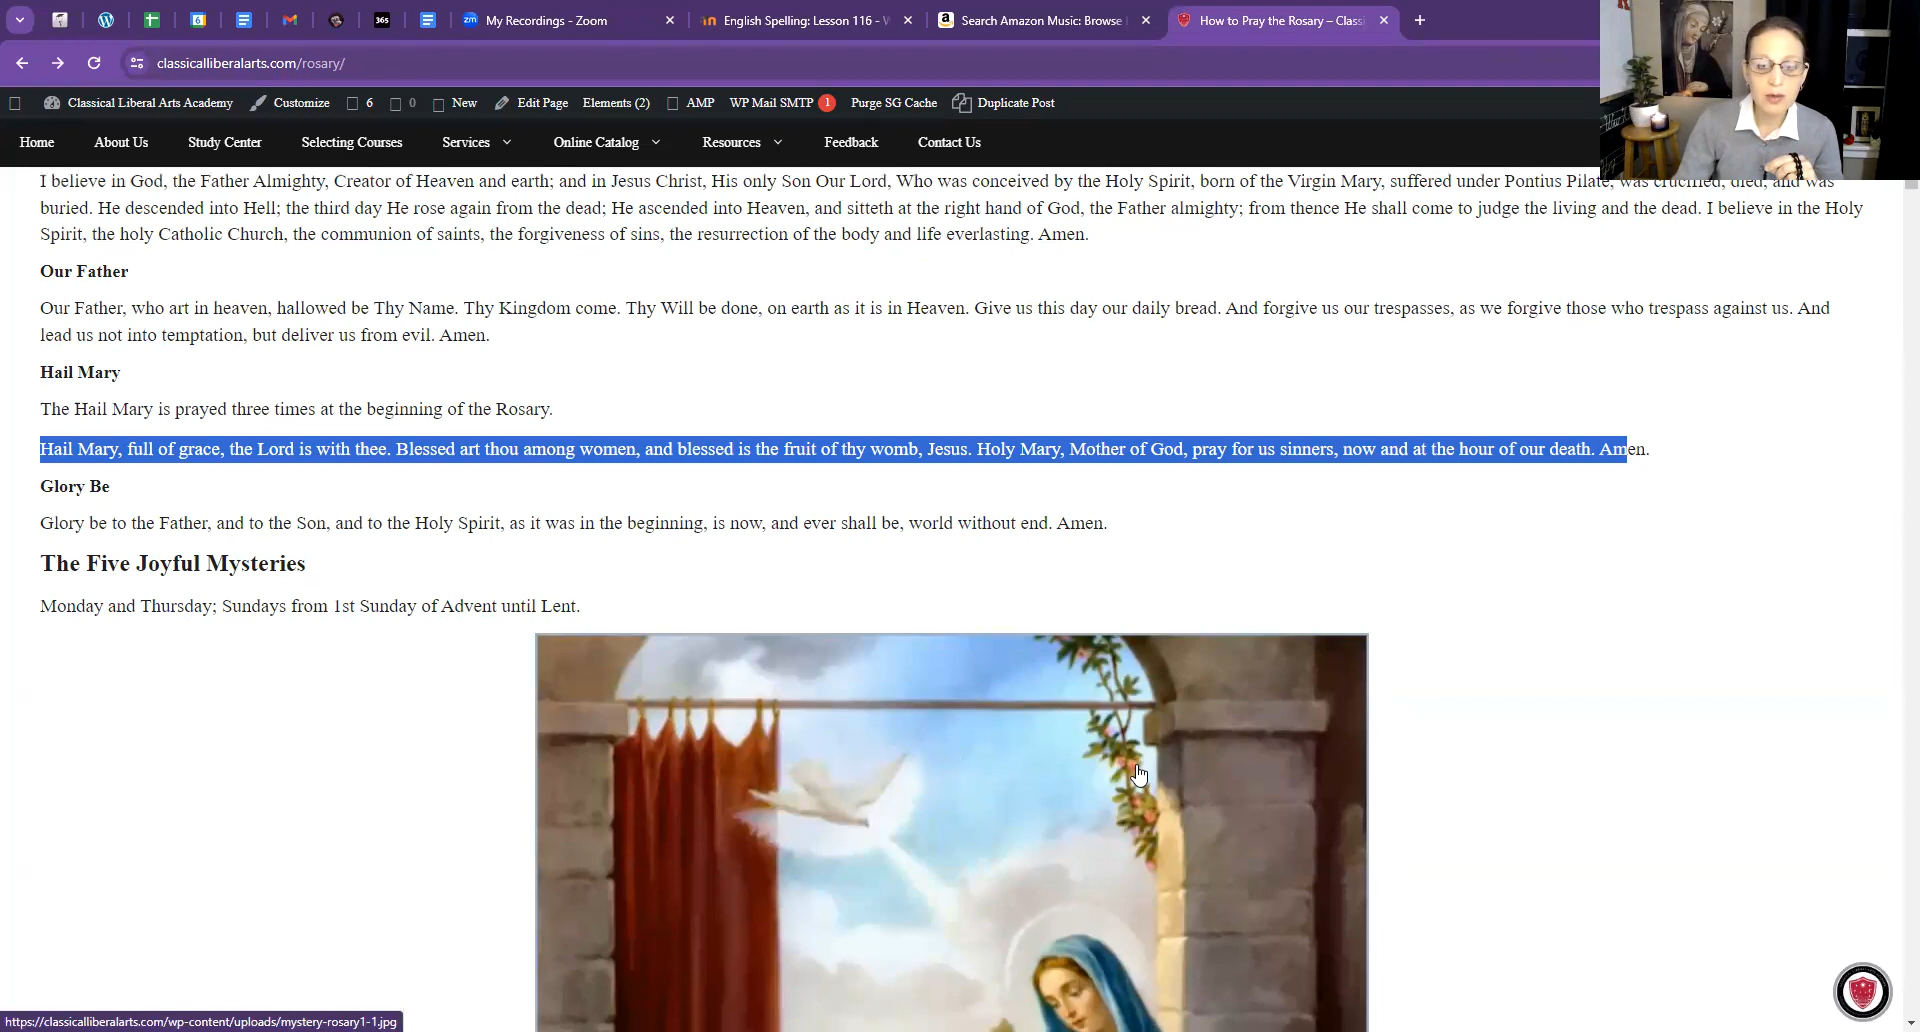 My Recordings - Zoom
English Spelling: Lesson 116 -
Search Amazon Music: Browse
How to Pray the Rosary – Classi
classicalliberalarts.com/rosary/
Classical Liberal Arts Academy
Customize
6
0
New
Edit Page
Elements (2)
AMP
WP Mail SMTP 1
Purge SG Cache
Duplicate Post
Home
About Us
Study Center
Selecting Courses
Services
Online Catalog
Resources
Feedback
Contact Us
I believe in God, the Father Almighty, Creator of Heaven and earth; and in Jesus Christ, His only Son Our Lord, Who was conceived by the Holy Spirit, born of the Virgin Mary, suffered under Pontius Pilate, was crucified, died, and was
buried. He descended into Hell; the third day He rose again from the dead; He ascended into Heaven, and sitteth at the right hand of God, the Father almighty; from thence He shall come to judge the living and the dead. I believe in the Holy
Spirit, the holy Catholic Church, the communion of saints, the forgiveness of sins, the resurrection of the body and life everlasting. Amen.
Our Father
Our Father, who art in heaven, hallowed be Thy Name. Thy Kingdom come. Thy Will be done, on earth as it is in Heaven. Give us this day our daily bread. And forgive us our trespasses, as we forgive those who trespass against us. And
lead us not into temptation, but deliver us from evil. Amen.
Hail Mary
The Hail Mary is prayed three times at the beginning of the Rosary.
Hail Mary, full of grace, the Lord is with thee. Blessed art thou among women, and blessed is the fruit of thy womb, Jesus. Holy Mary, Mother of God, pray for us sinners, now and at the hour of our death. Amen.
Glory Be
Glory be to the Father, and to the Son, and to the Holy Spirit, as it was in the beginning, is now, and ever shall be, world without end. Amen.
The Five Joyful Mysteries
Monday and Thursday; Sundays from 1st Sunday of Advent until Lent.
https://classicalliberalarts.com/wp-content/uploads/mystery-rosary1-1.jpg